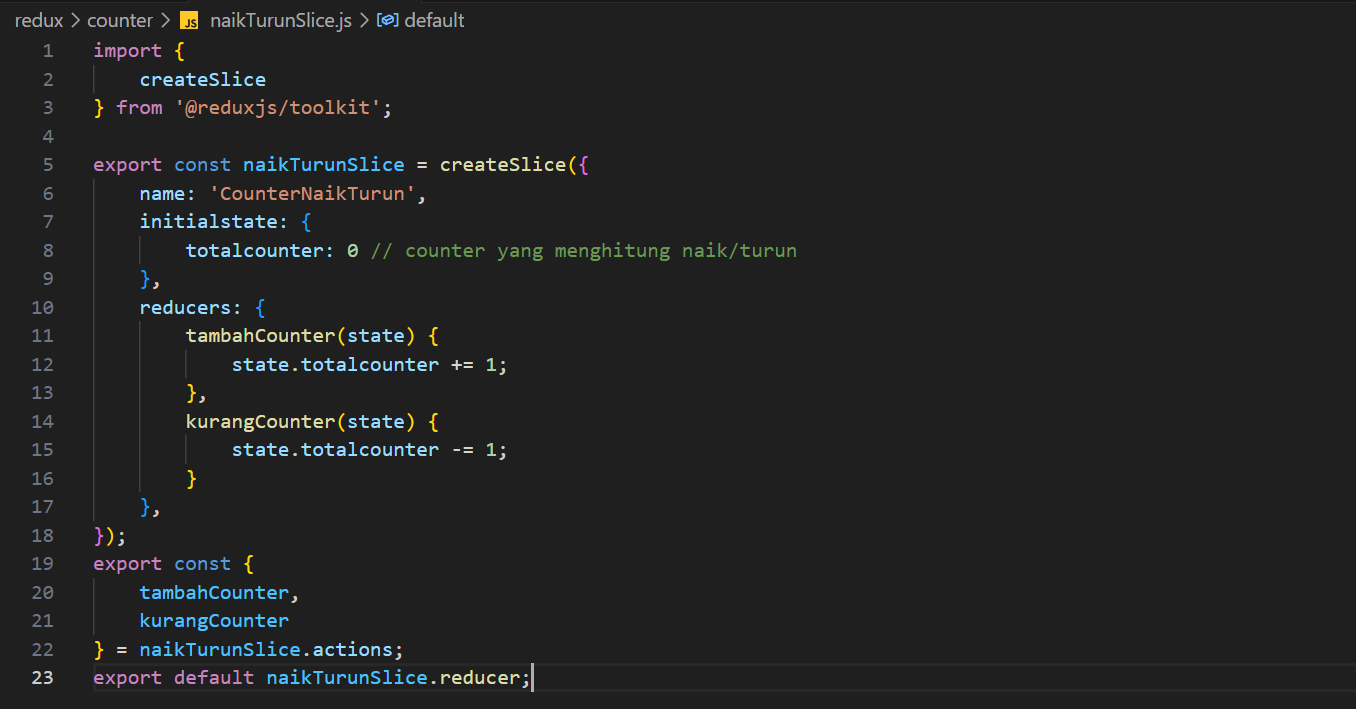 redux > counter > JS naikTurunSlice.js > default
1 import {
2     createSlice
3 } from '@reduxjs/toolkit';
4
5 export const naikTurunSlice = createSlice({
6     name: 'CounterNaikTurun',
7     initialstate: {
8         totalcounter: 0 // counter yang menghitung naik/turun
9     },
10     reducers: {
11         tambahCounter(state) {
12             state.totalcounter += 1;
13         },
14         kurangCounter(state) {
15             state.totalcounter -= 1;
16         }
17     },
18 });
19 export const {
20     tambahCounter,
21     kurangCounter
22 } = naikTurunSlice.actions;
23 export default naikTurunSlice.reducer;